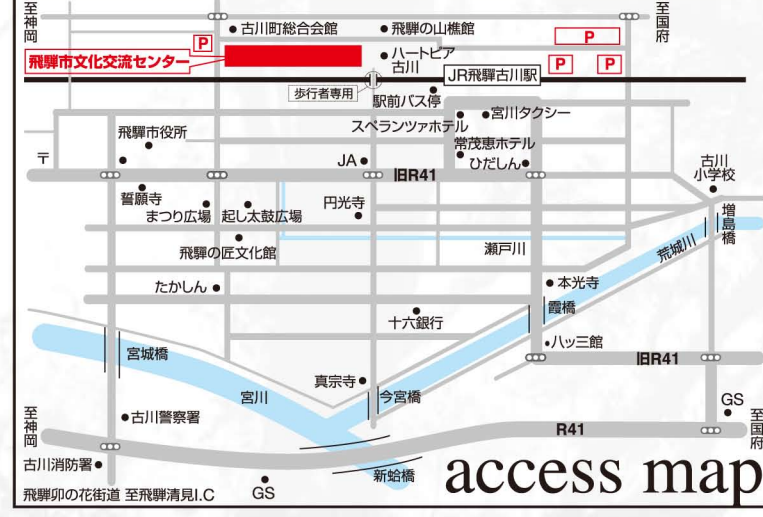 至神岡
古川町総合会館
飛騨の山樵館
至国府
P
P
飛騨市文化交流センター
ハートピア
古川
P
P
JR飛騨古川駅
歩行者専用
駅前バス停
宮川タクシー
スペランツァホテル
飛騨市役所
常茂恵ホテル
〒
JA
ひだしん
古川
小学校
旧R41
誓願寺
まつり広場
起し太鼓広場
円光寺
増島橋
飛騨の匠文化館
瀬戸川
荒城川
たかしん
本光寺
霞橋
十六銀行
八ッ三館
宮城橋
旧R41
真宗寺
今宮橋
宮川
GS
至神岡
古川警察署
至国府
R41
古川消防署
新蛤橋
access map
飛騨卯の花街道 至飛騨清見I.C
GS